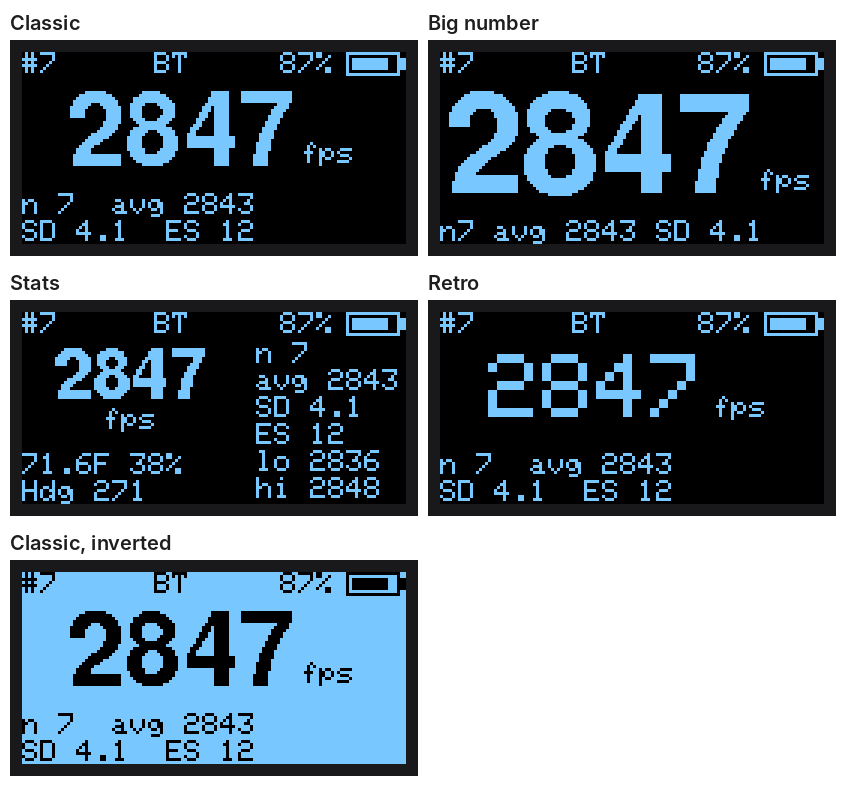 Classic
#7 BT 87%
2847 fps
n 7 avg 2843
SD 4.1 ES 12
Big number
#7 BT 87%
2847 fps
n7 avg 2843 SD 4.1
Stats
#7 BT 87%
2847
fps
71.6F 38%
Hdg 271
n 7
avg 2843
SD 4.1
ES 12
lo 2836
hi 2848
Retro
#7 BT 87%
2847 fps
n 7 avg 2843
SD 4.1 ES 12
Classic, inverted
#7 BT 87%
2847 fps
n 7 avg 2843
SD 4.1 ES 12